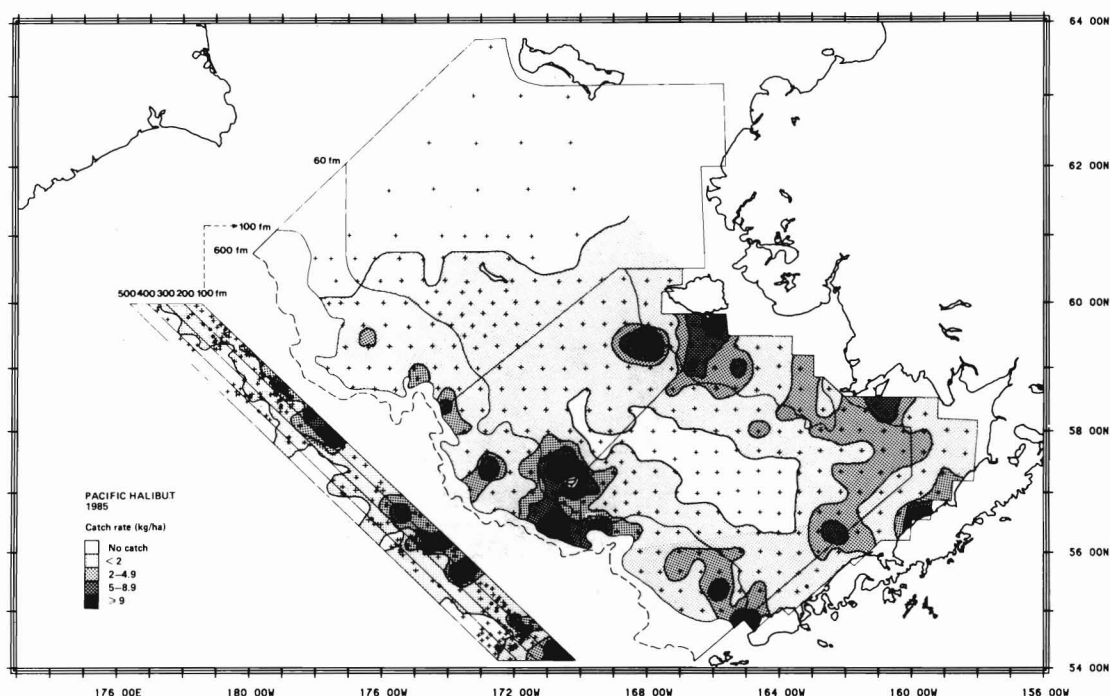 64 00N
60 fm
62 00N
100 fm
600 fm
500 400 300 200 100 fm
60 00N
58 00N
PACIFIC HALIBUT
1985
Catch rate (kg/ha)
No catch
< 2
2–4.9
5–8.9
> 9
56 00N
54 00N
176 00E 180 00W 176 00W 172 00W 168 00W 164 00W 160 00W 156 00W